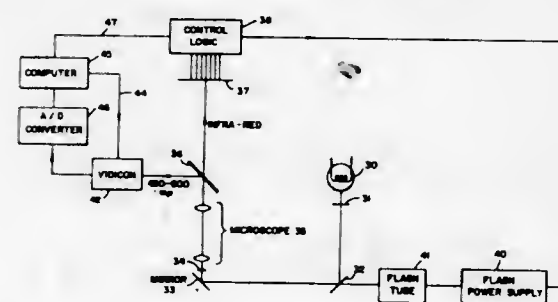 47
CONTROL
LOGIC
38
45
COMPUTER
44
37
46
A/D
CONVERTER
INFRA-RED
36
30
VIDICON
42
31
MICROSCOPE 35
34
MIRROR
33
32
41
FLASH
TUBE
40
FLASH
POWER SUPPLY